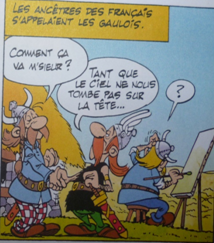 LES ANCÊTRES DES FRANÇAIS
S'APPELAIENT LES GAULOIS.
COMMENT ÇA
VA M'SIEUR ?
TANT QUE
LE CIEL NE NOUS
TOMBE PAS SUR
LA TÊTE...
?